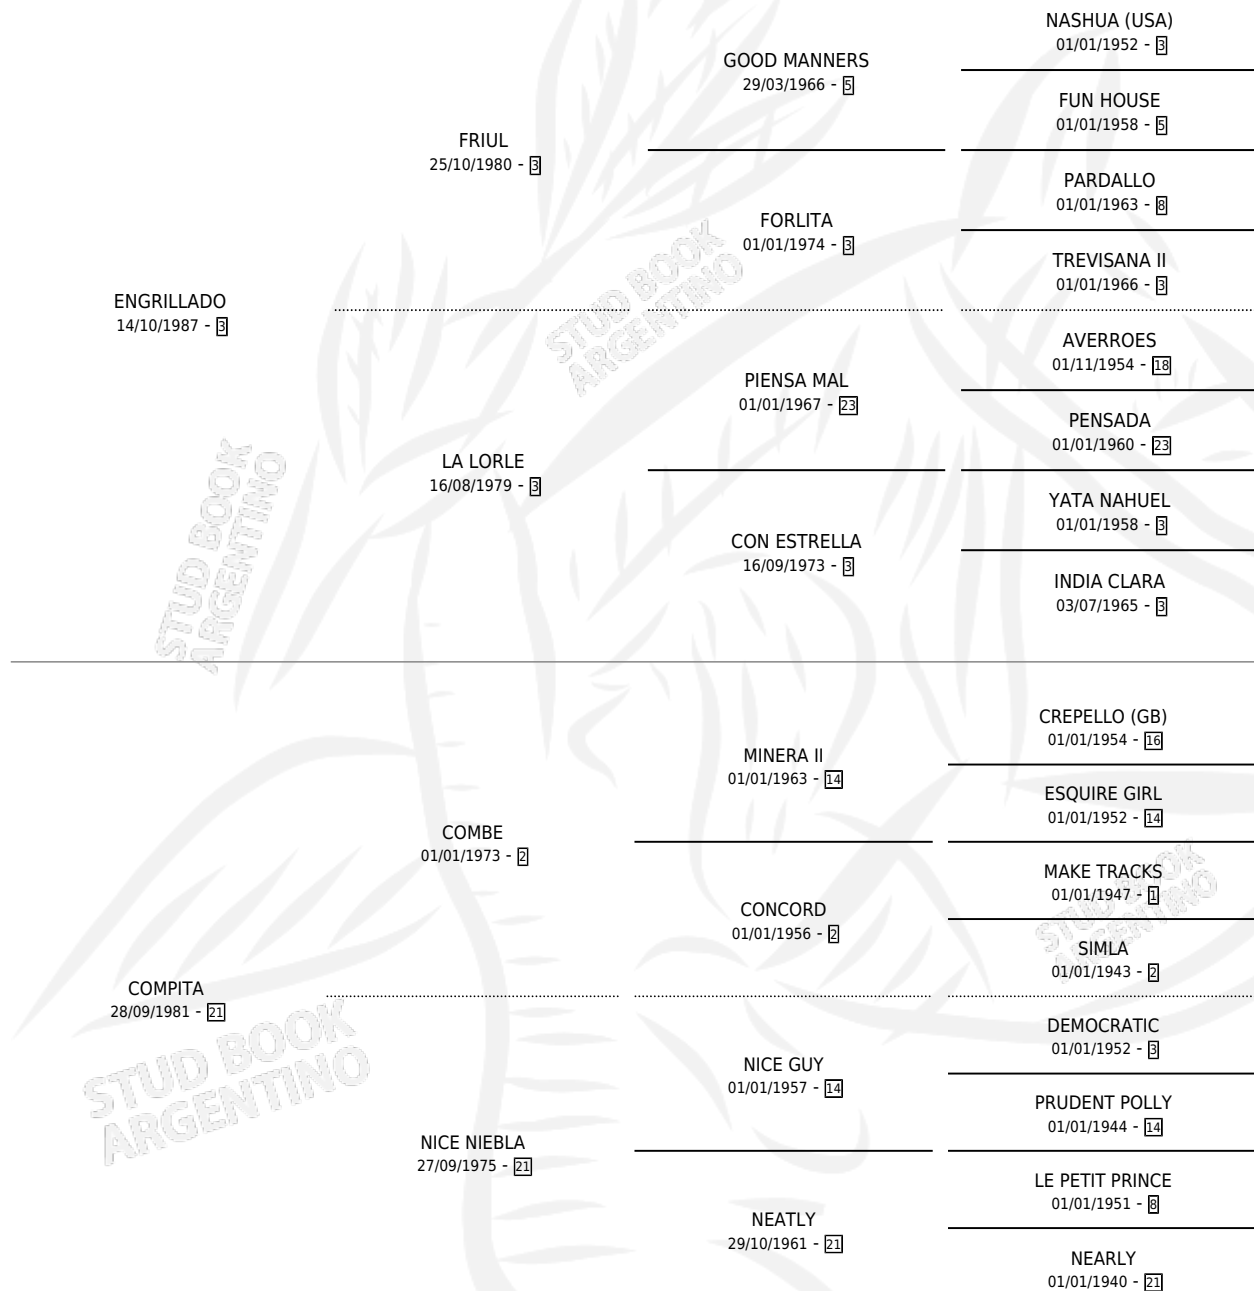 NASHUA (USA)
01/01/1952 - 3
GOOD MANNERS
29/03/1966 - 5
FUN HOUSE
01/01/1958 - 5
FRIUL
25/10/1980 - 3
PARDALLO
01/01/1963 - 8
FORLITA
01/01/1974 - 3
TREVISANA II
01/01/1966 - 3
ENGRILLADO
14/10/1987 - 3
AVERROES
01/11/1954 - 18
PIENSA MAL
01/01/1967 - 23
PENSADA
01/01/1960 - 23
LA LORLE
16/08/1979 - 3
YATA NAHUEL
01/01/1958 - 3
CON ESTRELLA
16/09/1973 - 3
INDIA CLARA
03/07/1965 - 3
CREPELLO (GB)
01/01/1954 - 16
MINERA II
01/01/1963 - 14
ESQUIRE GIRL
01/01/1952 - 14
COMBE
01/01/1973 - 2
MAKE TRACKS
01/01/1947 - 1
CONCORD
01/01/1956 - 2
SIMLA
01/01/1943 - 2
COMPITA
28/09/1981 - 21
DEMOCRATIC
01/01/1952 - 3
NICE GUY
01/01/1957 - 14
PRUDENT POLLY
01/01/1944 - 14
NICE NIEBLA
27/09/1975 - 21
LE PETIT PRINCE
01/01/1951 - 8
NEATLY
29/10/1961 - 21
NEARLY
01/01/1940 - 21
STUD BOOK
ARGENTINO
STUD BOOK
ARGENTINO
STUD BOOK
ARGENTINO
STUD BOOK
ARGENTINO